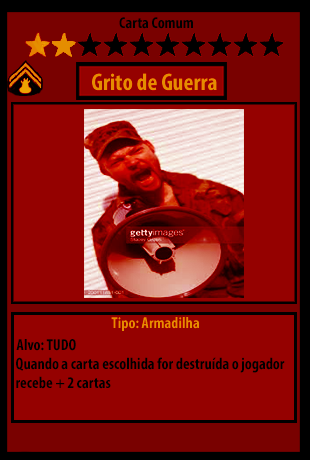 Carta Comum
Grito de Guerra
gettyimages
Tipo: Armadilha
Alvo: TUDO
Quando a carta escolhida for destruída o jogador
recebe + 2 cartas